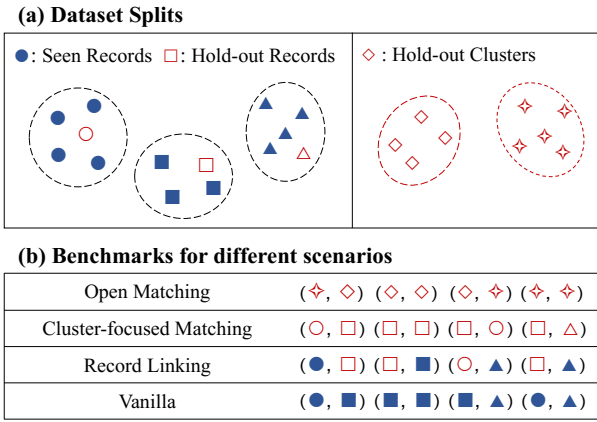 (a) Dataset Splits
: Seen Records : Hold-out Records : Hold-out Clusters
(b) Benchmarks for different scenarios
Open Matching ( , ) ( , ) ( , ) ( , )
Cluster-focused Matching ( , ) ( , ) ( , ) ( , )
Record Linking ( , ) ( , ) ( , ) ( , )
Vanilla ( , ) ( , ) ( , ) ( , )